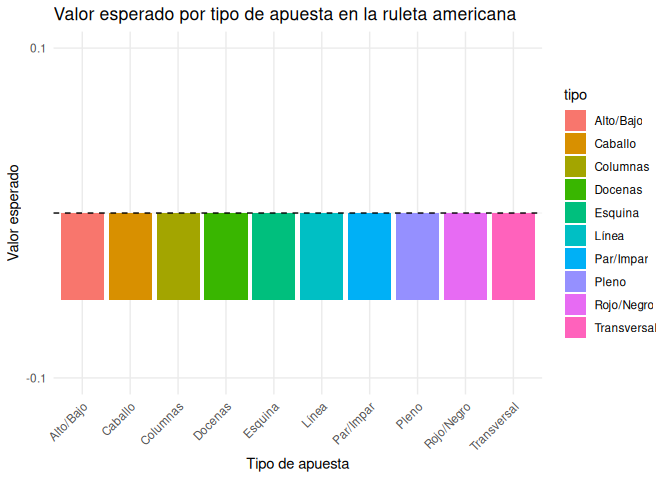 Valor esperado por tipo de apuesta en la ruleta americana
0.1
-0.1
Valor esperado
Alto/Bajo
Caballo
Columnas
Docenas
Esquina
Línea
Par/Impar
Pleno
Rojo/Negro
Transversal
Tipo de apuesta
tipo
Alto/Bajo
Caballo
Columnas
Docenas
Esquina
Línea
Par/Impar
Pleno
Rojo/Negro
Transversal